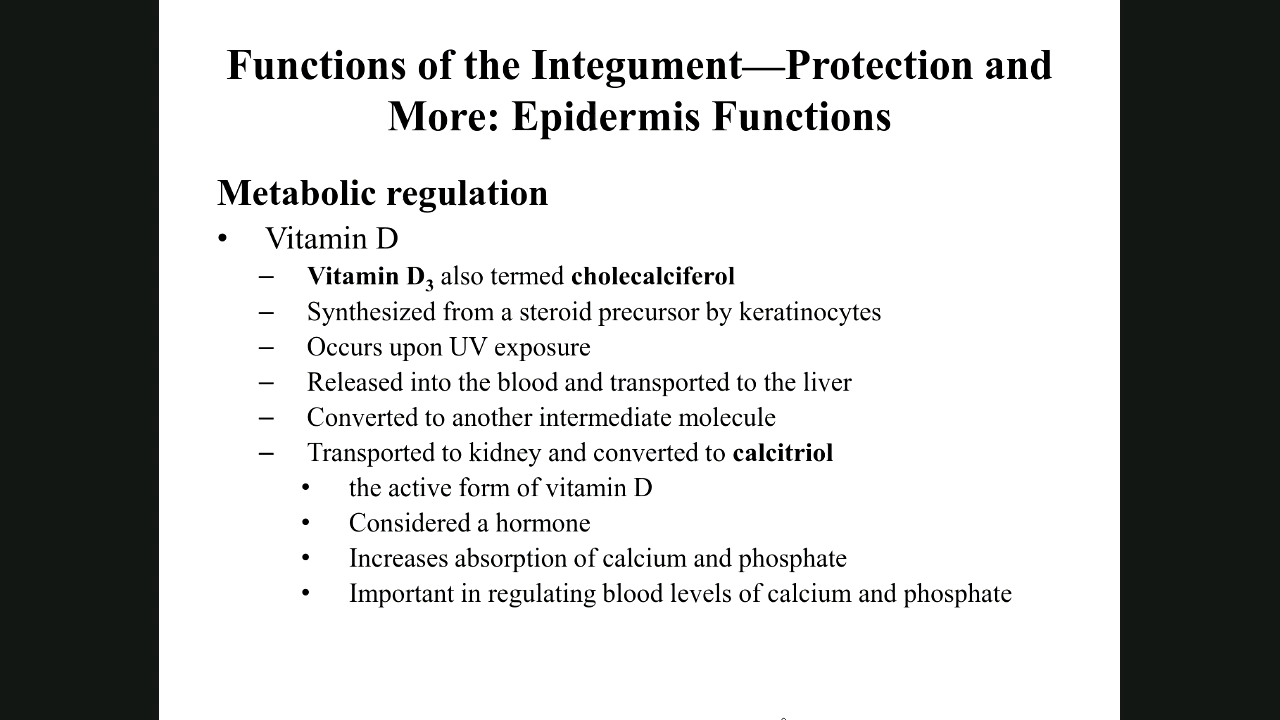 Functions of the Integument—Protection and
More: Epidermis Functions
Metabolic regulation
• Vitamin D
– Vitamin D3 also termed cholecalciferol
– Synthesized from a steroid precursor by keratinocytes
– Occurs upon UV exposure
– Released into the blood and transported to the liver
– Converted to another intermediate molecule
– Transported to kidney and converted to calcitriol
• the active form of vitamin D
• Considered a hormone
• Increases absorption of calcium and phosphate
• Important in regulating blood levels of calcium and phosphate